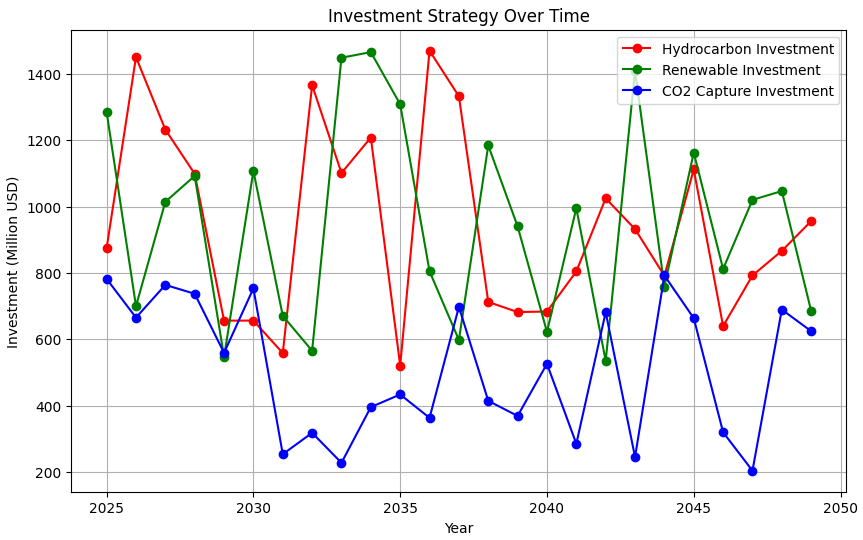 Investment Strategy Over Time
Hydrocarbon Investment
Renewable Investment
CO2 Capture Investment
Investment (Million USD)
1400
1200
1000
800
600
400
200
2025 2030 2035 2040 2045 2050
Year